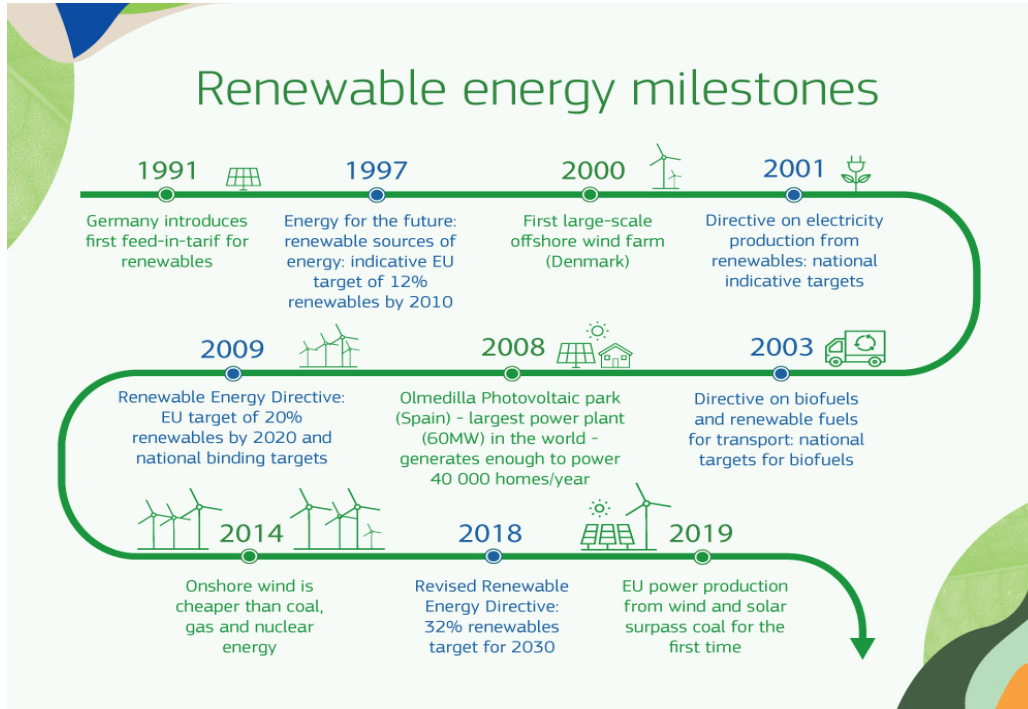 Renewable energy milestones
1991
Germany introduces
first feed-in-tarif for
renewables
1997
Energy for the future:
renewable sources of
energy: indicative EU
target of 12%
renewables by 2010
2000
First large-scale
offshore wind farm
(Denmark)
2001
Directive on electricity
production from
renewables: national
indicative targets
2003
Directive on biofuels
and renewable fuels
for transport: national
targets for biofuels
2008
Olmedilla Photovoltaic park
(Spain) - largest power plant
(60MW) in the world -
generates enough to power
40 000 homes/year
2009
Renewable Energy Directive:
EU target of 20%
renewables by 2020 and
national binding targets
2014
Onshore wind is
cheaper than coal,
gas and nuclear
energy
2018
Revised Renewable
Energy Directive:
32% renewables
target for 2030
2019
EU power production
from wind and solar
surpass coal for the
first time